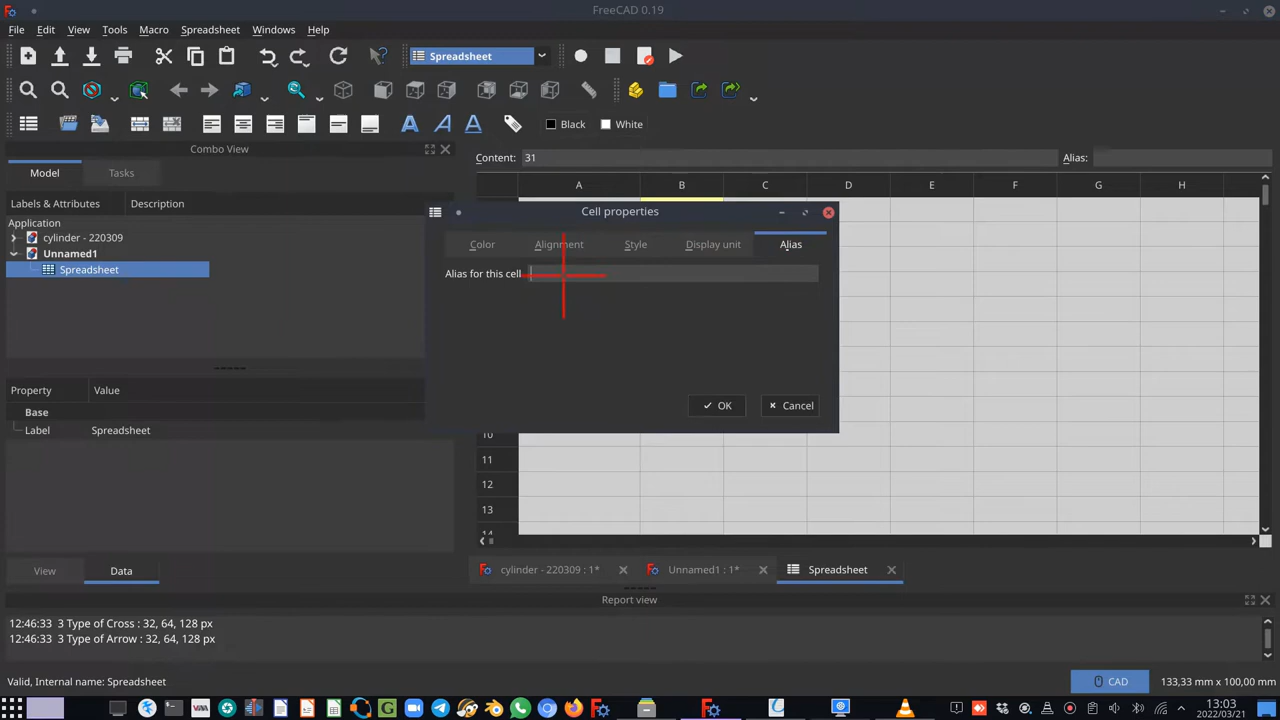 FreeCAD 0.19
File Edit View Tools Macro Spreadsheet Windows Help
Spreadsheet
Black White
Combo View
Model Tasks
Content: 31 Alias:
A B C D E F G H
Labels & Attributes Description
Application
cylinder - 220309
Unnamed1
Spreadsheet
Cell properties
Color Alignment Style Display unit Alias
Alias for this cell
OK Cancel
Property Value
Base
Label Spreadsheet
10
11
12
13
14
View Data
cylinder - 220309 : 1* Unnamed1 : 1* Spreadsheet
Report view
12:46:33 3 Type of Cross : 32, 64, 128 px
12:46:33 3 Type of Arrow : 32, 64, 128 px
Valid, Internal name: Spreadsheet
CAD 133,33 mm x 100,00 mm
13:03
2022/03/21